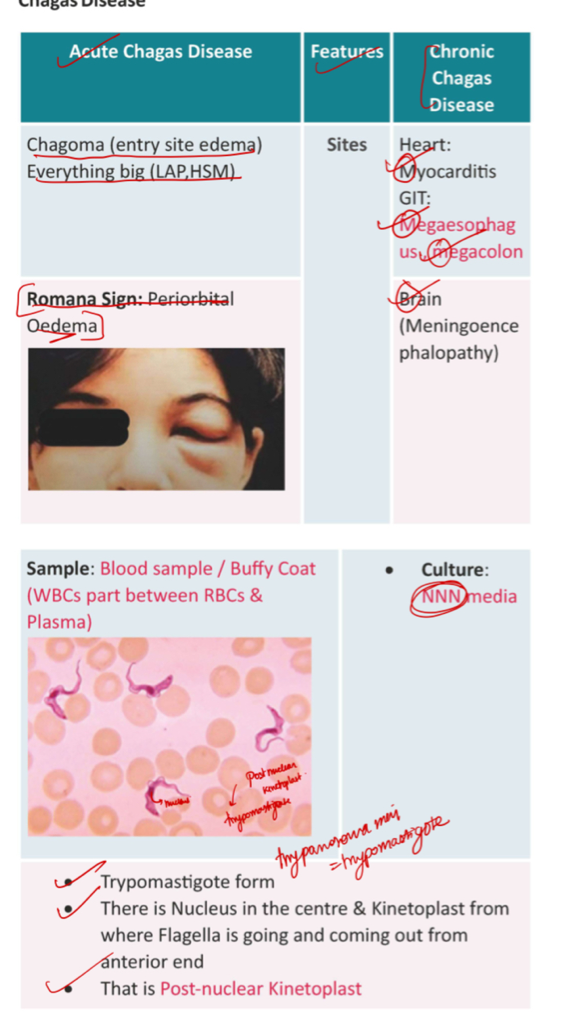 Chagas Disease
Acute Chagas Disease
Features
Chronic
Chagas
Disease
Chagoma (entry site edema)
Everything big (LAP,HSM)
Sites
Heart:
Myocarditis
GIT:
Megaesophag
us, megacolon
Romana Sign: Periorbital
Oedema
Brain
(Meningoence
phalopathy)
Sample: Blood sample / Buffy Coat
(WBCs part between RBCs &
Plasma)
• Culture:
NNN media
Post nuclear
kinetoplast
nucleus
trypomastigote
trypanosoma mei
=trypomastigote
• Trypomastigote form
• There is Nucleus in the centre & Kinetoplast from
where Flagella is going and coming out from
anterior end
• That is Post-nuclear Kinetoplast